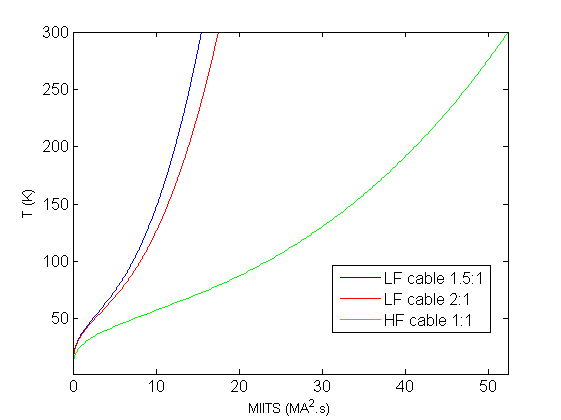 300
250
200
150
100
50
T (K)
LF cable 1.5:1
LF cable 2:1
HF cable 1:1
0 10 20 30 40 50
MIITS (MA².s)